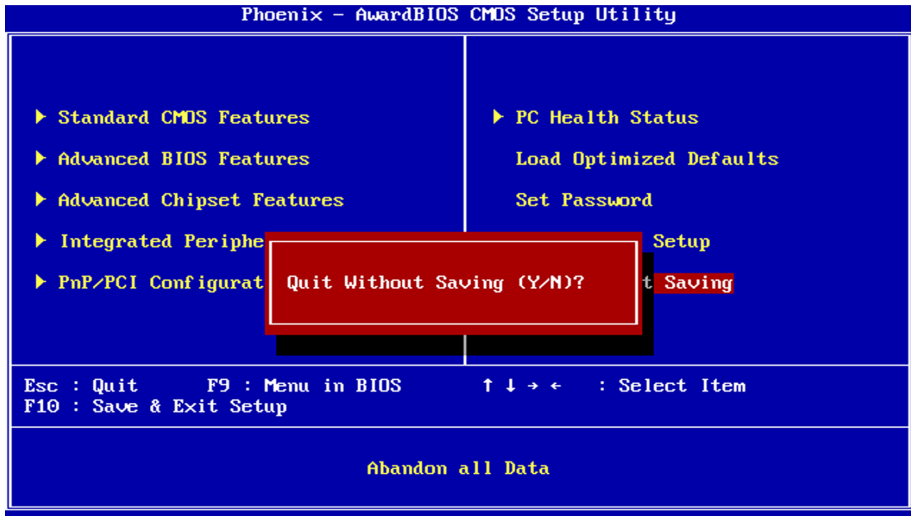 Phoenix - AwardBIOS CMOS Setup Utility
Standard CMOS Features
Advanced BIOS Features
Advanced Chipset Features
Integrated Periphe
PnP/PCI Configurat
PC Health Status
Load Optimized Defaults
Set Password
Setup
t Saving
Quit Without Saving (Y/N)?
Esc : Quit F9 : Menu in BIOS ↑ ↓ → ← : Select Item
F10 : Save & Exit Setup
Abandon all Data